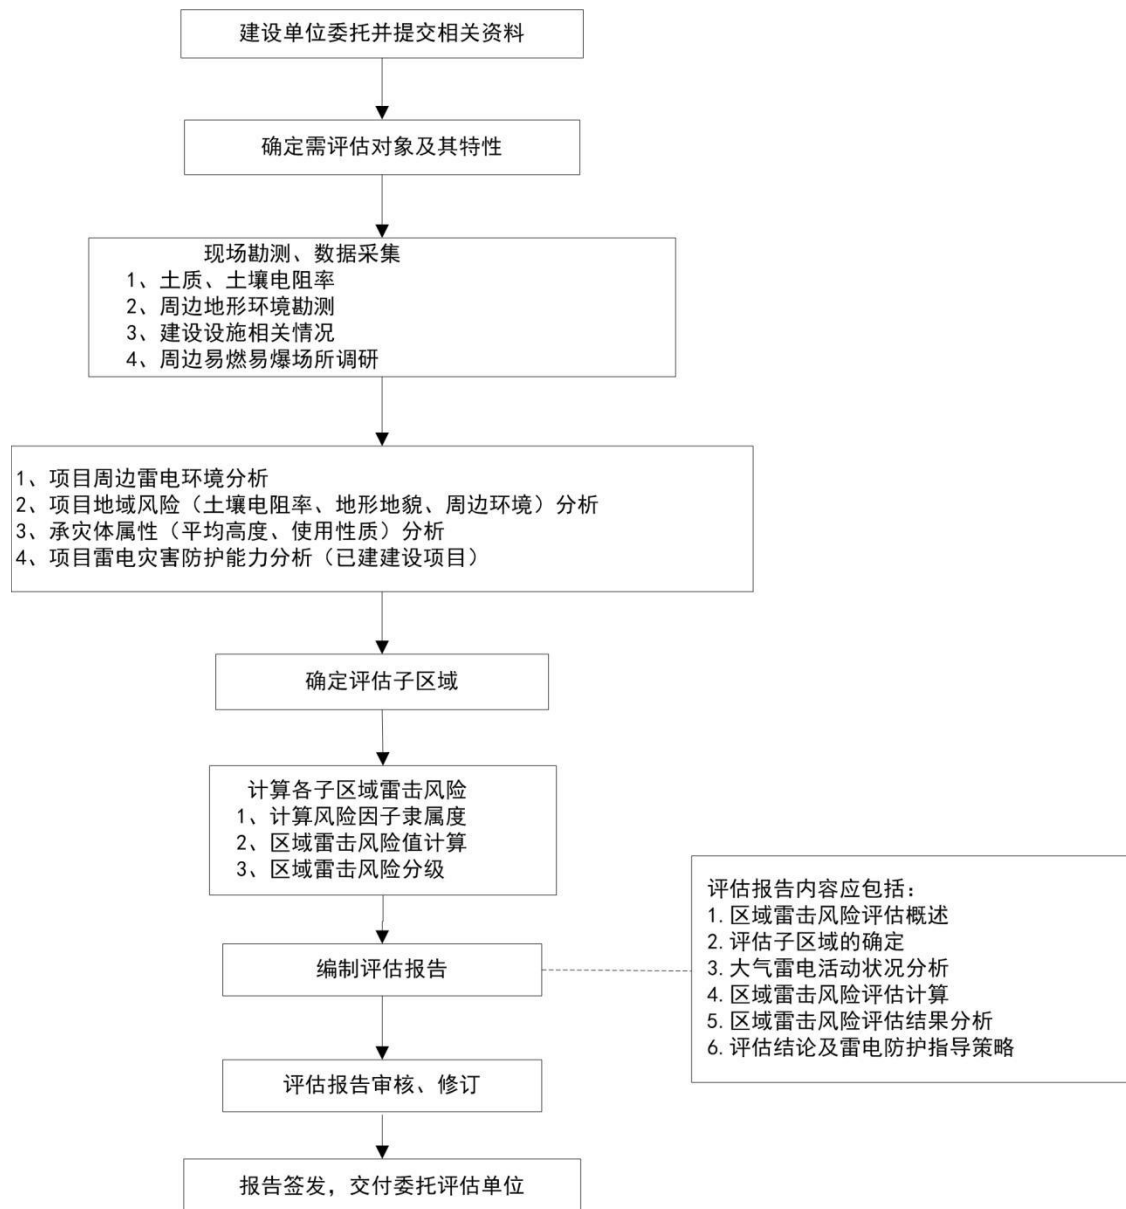 建设单位委托并提交相关资料
确定需评估对象及其特性
现场勘测、数据采集
1、土质、土壤电阻率
2、周边地形环境勘测
3、建设设施相关情况
4、周边易燃易爆场所调研
1、项目周边雷电环境分析
2、项目地域风险（土壤电阻率、地形地貌、周边环境）分析
3、承灾体属性（平均高度、使用性质）分析
4、项目雷电灾害防护能力分析（已建建设项目）
确定评估子区域
计算各子区域雷击风险
1、计算风险因子隶属度
2、区域雷击风险值计算
3、区域雷击风险分级
编制评估报告
评估报告内容应包括：
1.区域雷击风险评估概述
2.评估子区域的确定
3.大气雷电活动状况分析
4.区域雷击风险评估计算
5.区域雷击风险评估结果分析
6.评估结论及雷电防护指导策略
评估报告审核、修订
报告签发，交付委托评估单位